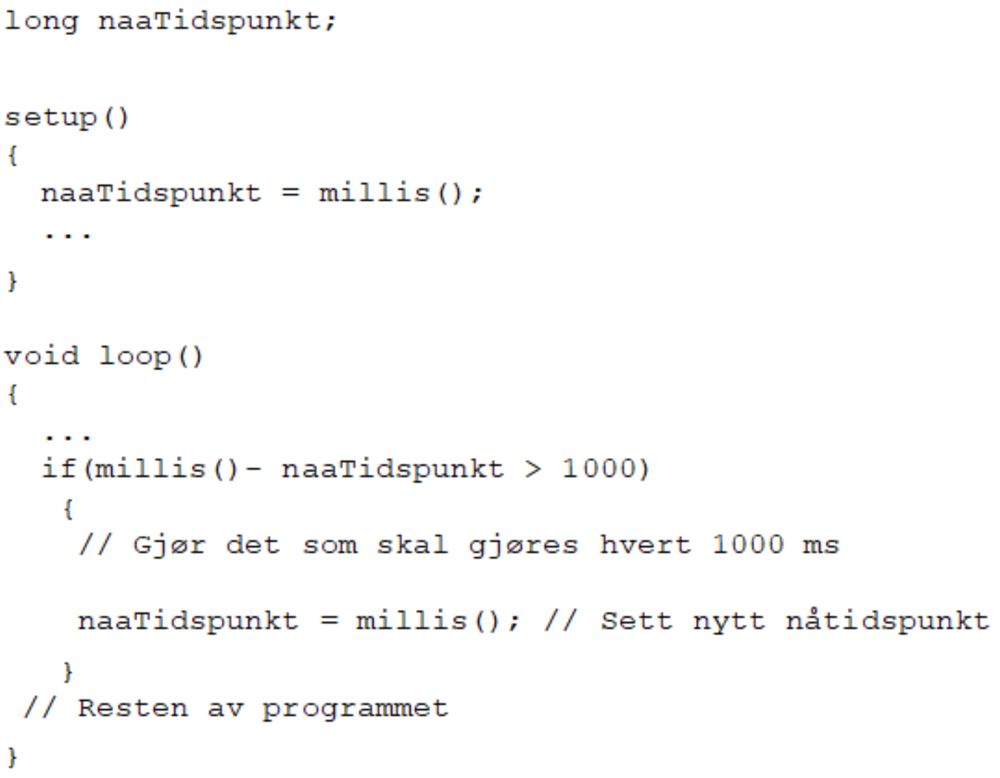 long naaTidspunkt;
setup()
{
naaTidspunkt = millis();
...
}
void loop()
{
...
if(millis()- naaTidspunkt > 1000)
{
// Gjør det som skal gjøres hvert 1000 ms
naaTidspunkt = millis(); // Sett nytt nåtidspunkt
}
// Resten av programmet
}